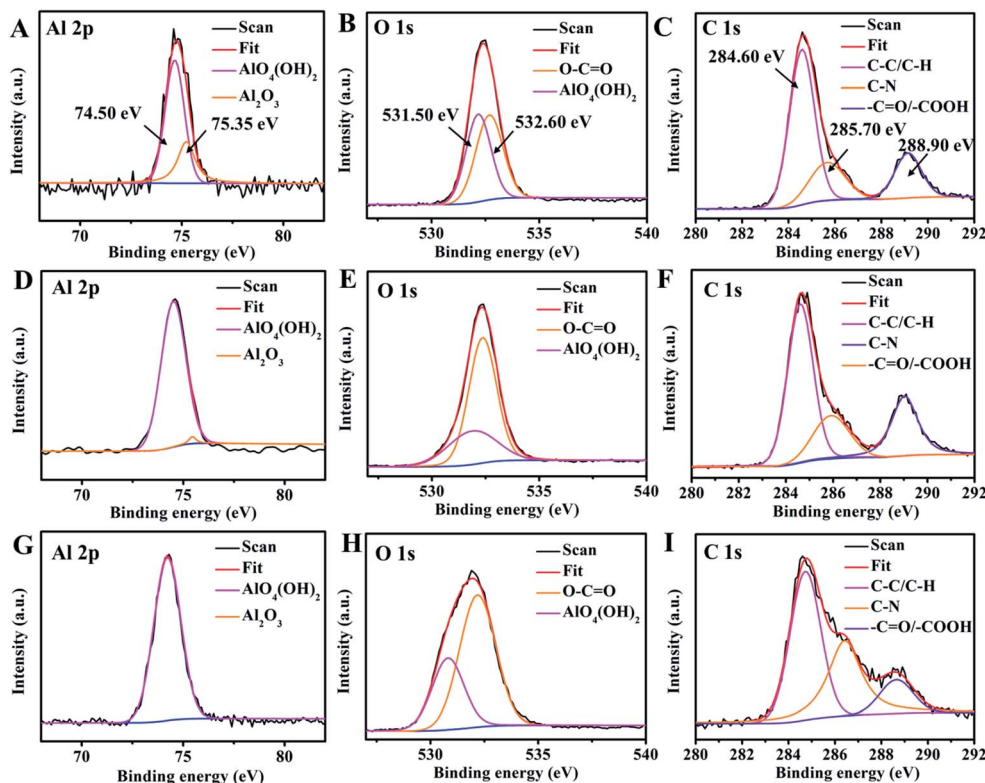 A
Al 2p
Scan
Fit
AlO₄(OH)₂
Al₂O₃
74.50 eV
75.35 eV
Intensity (a.u.)
70 75 80
Binding energy (eV)
B
O 1s
Scan
Fit
O-C=O
AlO₄(OH)₂
531.50 eV
532.60 eV
Intensity (a.u.)
530 535 540
Binding energy (eV)
C
C 1s
Scan
Fit
C-C/C-H
C-N
-C=O/-COOH
284.60 eV
285.70 eV
288.90 eV
Intensity (a.u.)
280 282 284 286 288 290 292
Binding energy (eV)
D
Al 2p
Scan
Fit
AlO₄(OH)₂
Al₂O₃
Intensity (a.u.)
70 75 80
Binding energy (eV)
E
O 1s
Scan
Fit
O-C=O
AlO₄(OH)₂
Intensity (a.u.)
530 535 540
Binding energy (eV)
F
C 1s
Scan
Fit
C-C/C-H
C-N
-C=O/-COOH
Intensity (a.u.)
280 282 284 286 288 290 292
Binding energy (eV)
G
Al 2p
Scan
Fit
AlO₄(OH)₂
Al₂O₃
Intensity (a.u.)
70 75 80
Binding energy (eV)
H
O 1s
Scan
Fit
O-C=O
AlO₄(OH)₂
Intensity (a.u.)
530 535 540
Binding energy (eV)
I
C 1s
Scan
Fit
C-C/C-H
C-N
-C=O/-COOH
Intensity (a.u.)
280 282 284 286 288 290 292
Binding energy (eV)